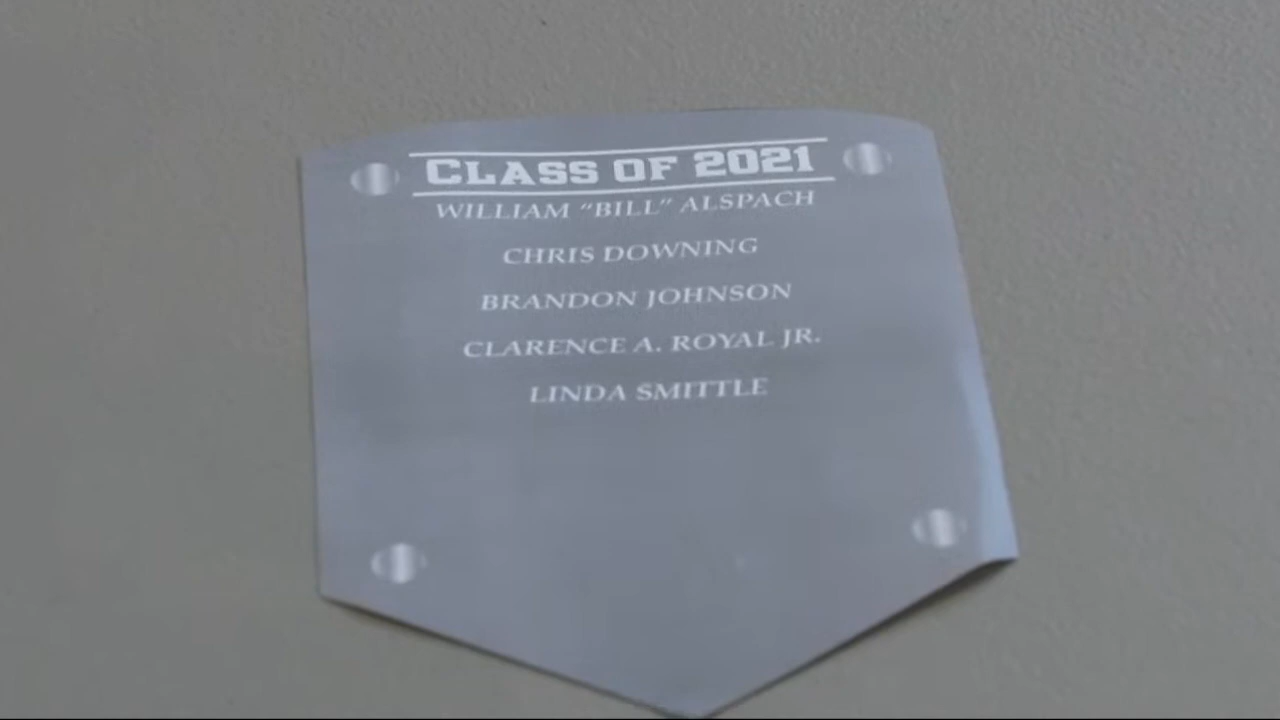 CLASS OF 2021
WILLIAM “BILL” ALSPACH
CHRIS DOWNING
BRANDON JOHNSON
CLARENCE A. ROYAL JR.
LINDA SMITTLE